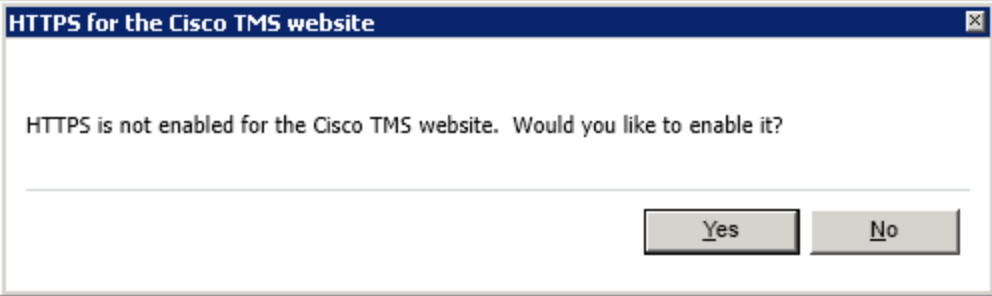 HTTPS for the Cisco TMS website
HTTPS is not enabled for the Cisco TMS website.  Would you like to enable it?
Yes
No